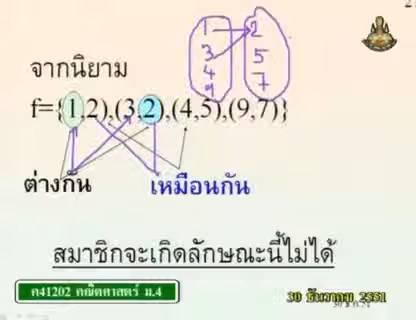 1 2
3 5
4 7
9
จากนิยาม
f={(1,2),(3,2),(4,5),(9,7)}
ต่างกัน เหมือนกัน
สมาชิกจะเกิดลักษณะนี้ไม่ได้
ค41202 คณิตศาสตร์ ม.4
30 ธันวาคม 2551